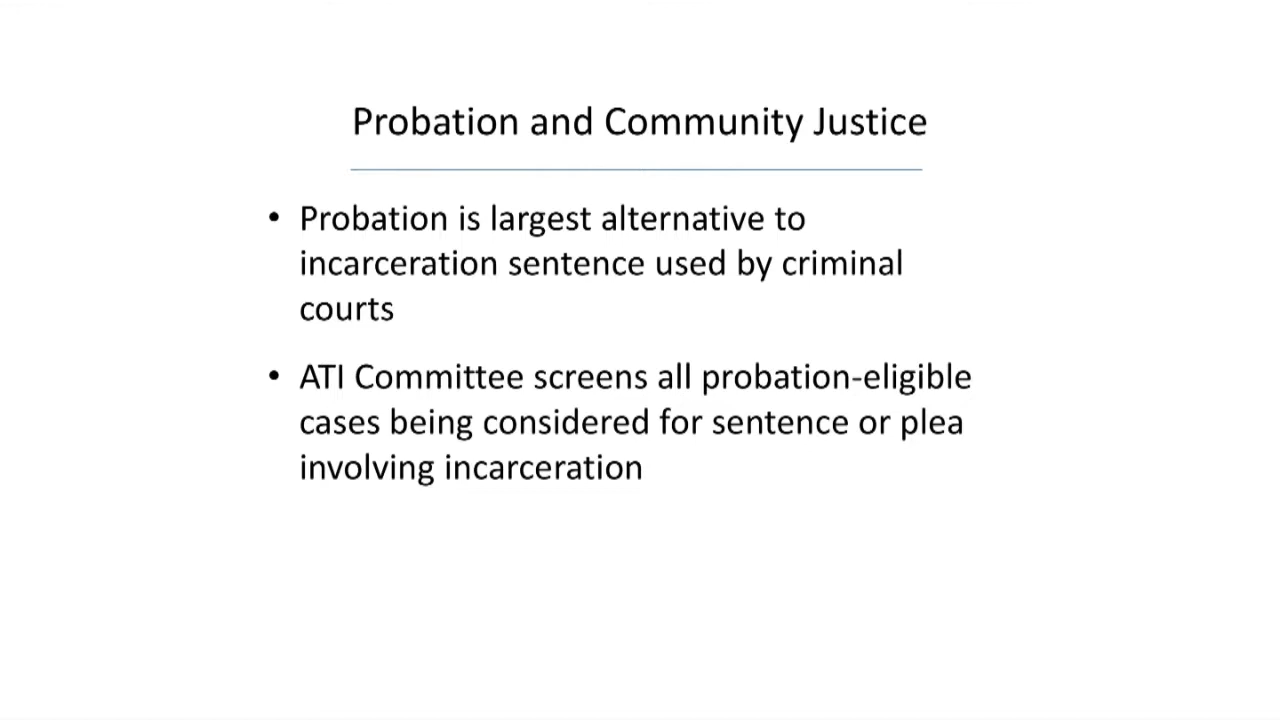 Probation and Community Justice
• Probation is largest alternative to
incarceration sentence used by criminal
courts
• ATI Committee screens all probation-eligible
cases being considered for sentence or plea
involving incarceration